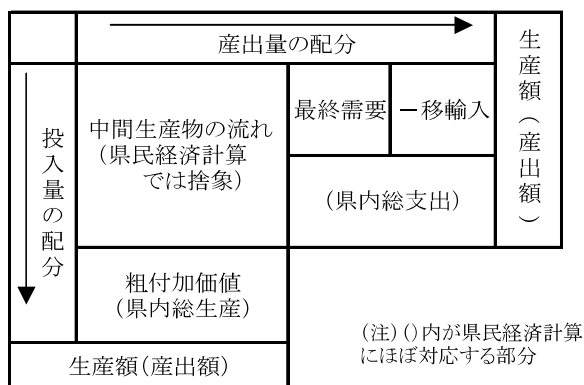 産出量の配分
生産額(産出額)
投入量の配分
中間生産物の流れ
(県民経済計算
では捨象)
最終需要
－移輸入
(県内総支出)
粗付加価値
(県内総生産)
生産額(産出額)
(注)()内が県民経済計算
にほぼ対応する部分